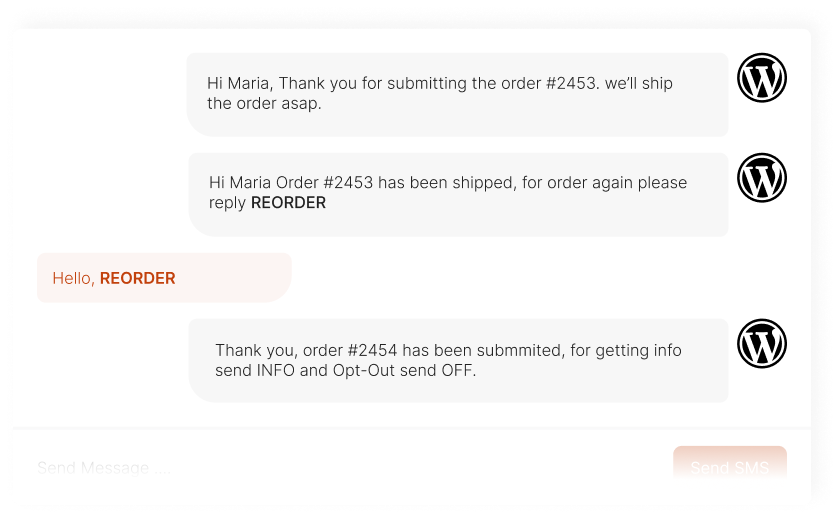 Hi Maria, Thank you for submitting the order #2453. we’ll ship
the order asap.
Hi Maria Order #2453 has been shipped, for order again please
reply REORDER
Hello, REORDER
Thank you, order #2454 has been submmited, for getting info
send INFO and Opt-Out send OFF.
Send Message ....
Send SMS